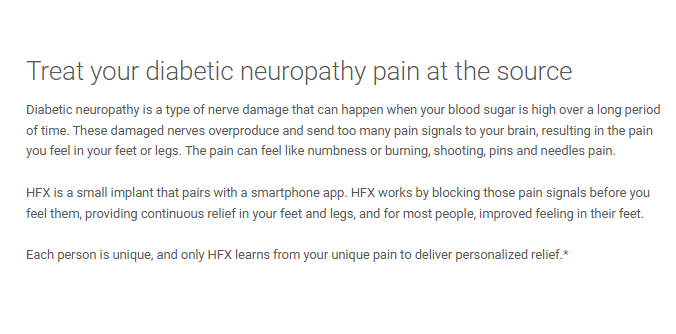 Treat your diabetic neuropathy pain at the source
Diabetic neuropathy is a type of nerve damage that can happen when your blood sugar is high over a long period
of time. These damaged nerves overproduce and send too many pain signals to your brain, resulting in the pain
you feel in your feet or legs. The pain can feel like numbness or burning, shooting, pins and needles pain.
HFX is a small implant that pairs with a smartphone app. HFX works by blocking those pain signals before you
feel them, providing continuous relief in your feet and legs, and for most people, improved feeling in their feet.
Each person is unique, and only HFX learns from your unique pain to deliver personalized relief.*